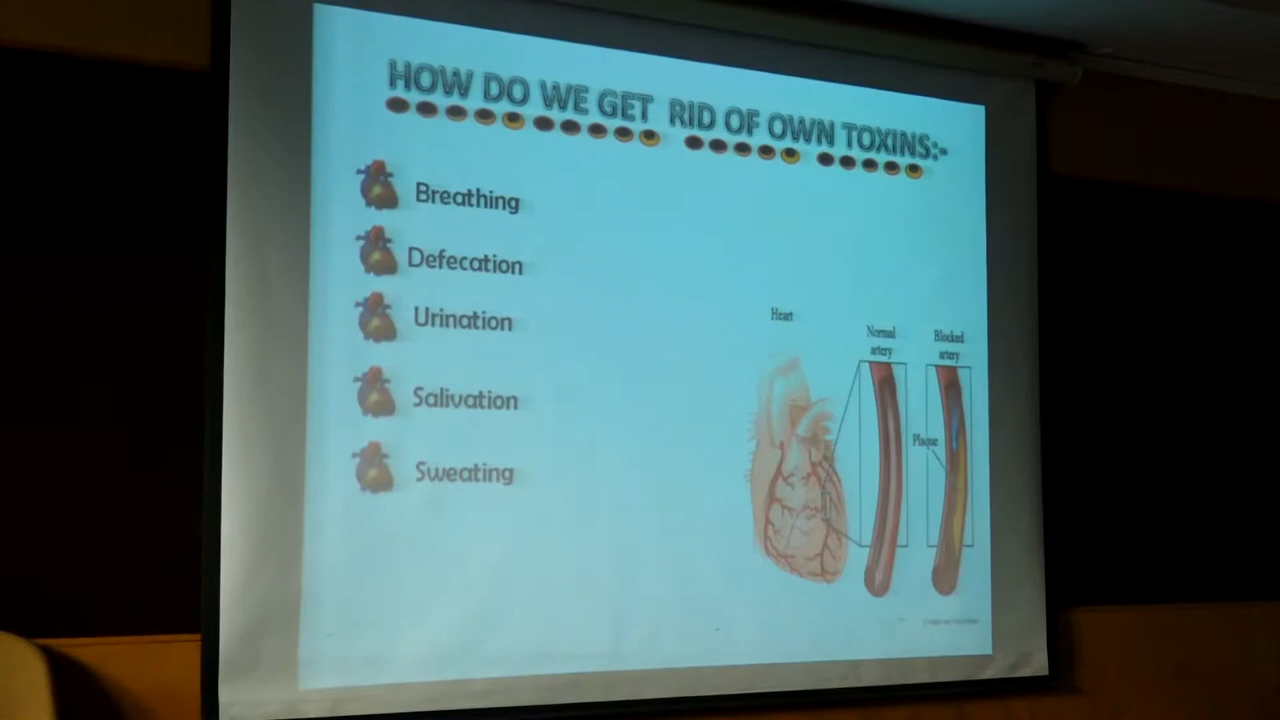 HOW DO WE GET RID OF OWN TOXINS:-
Breathing
Defecation
Urination
Salivation
Sweating
Heart
Normal
artery
Blocked
artery
Plaque